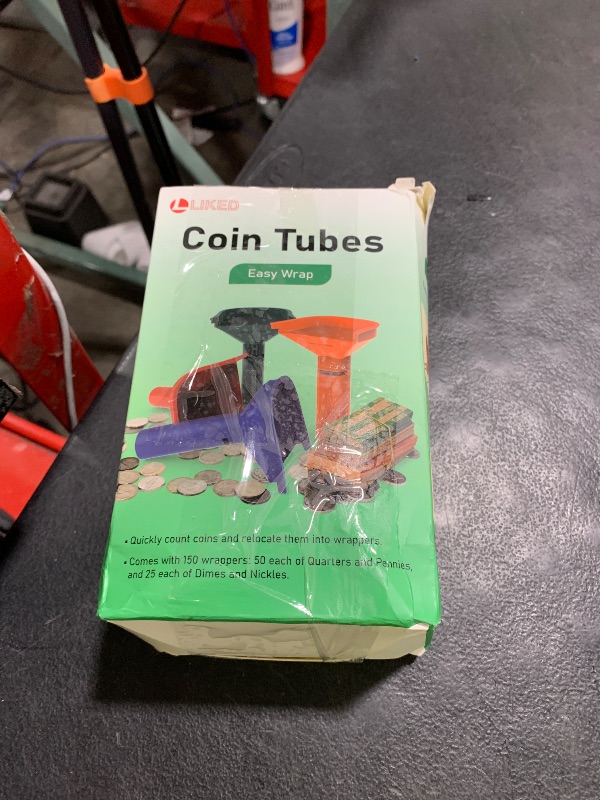 LIKED
Coin Tubes
Easy Wrap
• Quickly count coins and relocate them into wrappers.
• Comes with 150 wrappers: 50 each of Quarters and Pennies,
and 25 each of Dimes and Nickles.